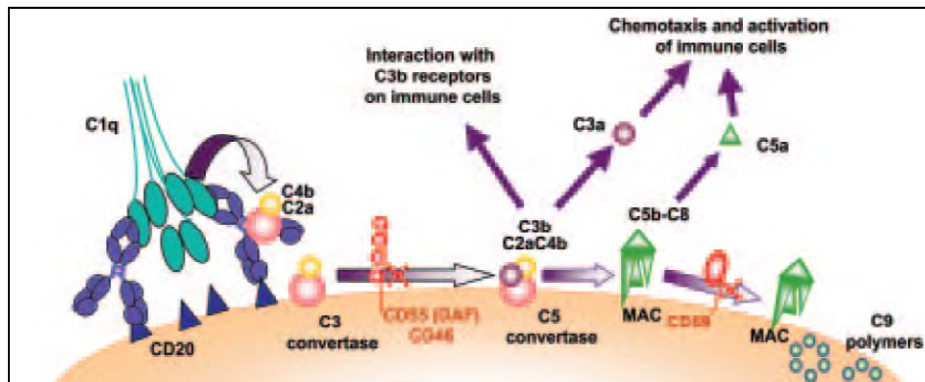 Chemotaxis and activation
of immune cells
Interaction with
C3b receptors
on immune cells
C1q
C3a
C5a
C4b
C2a
C3b
C2aC4b
C5b-C8
CD20
C3
convertase
CD55 (DAF)
CD46
C5
convertase
MAC
CD59
MAC
C9
polymers